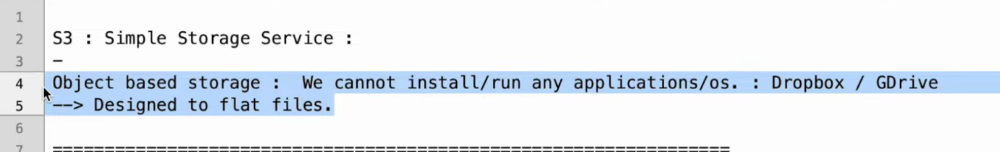 1
2 S3 : Simple Storage Service :
3 –
4 Object based storage :  We cannot install/run any applications/os. : Dropbox / GDrive
5 --> Designed to flat files.
6
7 =================================================================